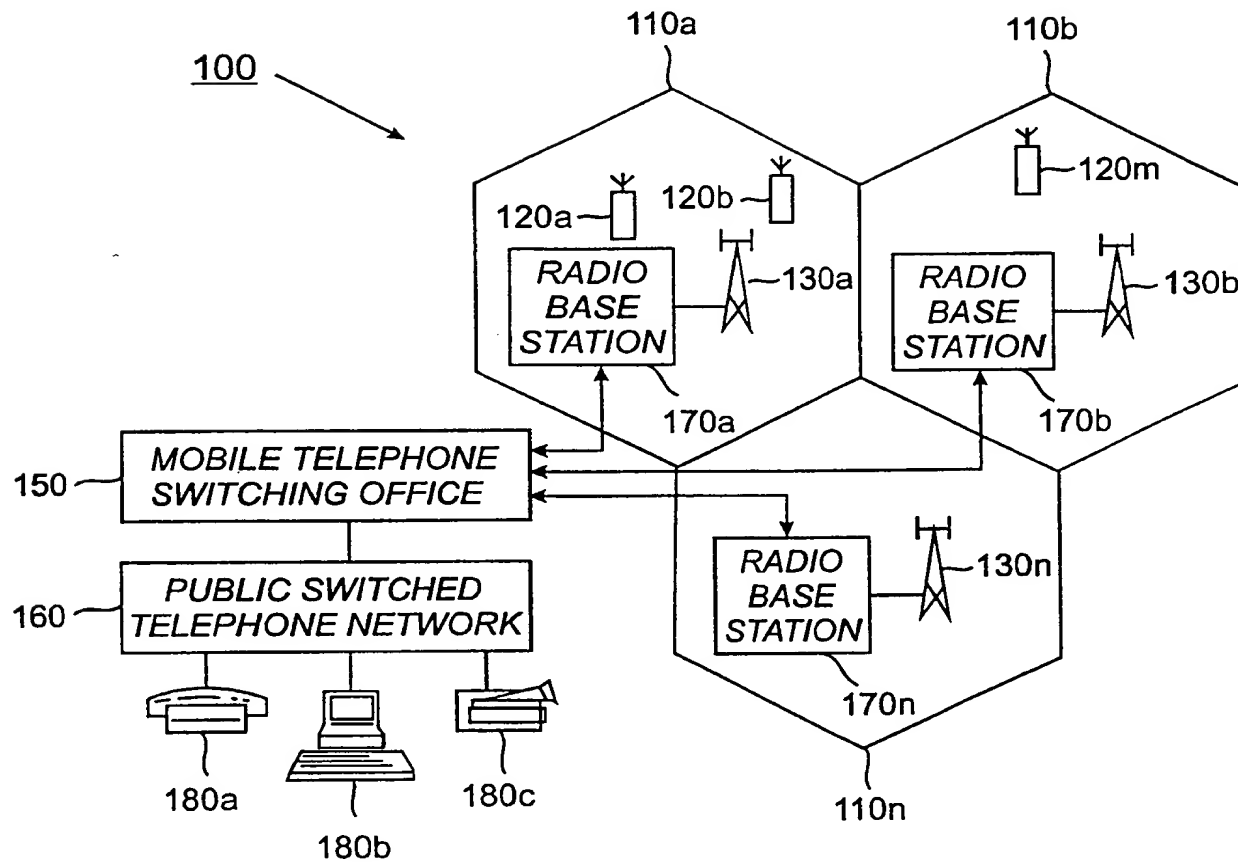 110a
110b
100
120a
120b
120m
RADIO
BASE
STATION
130a
RADIO
BASE
STATION
130b
170a
170b
150
MOBILE TELEPHONE
SWITCHING OFFICE
RADIO
BASE
STATION
130n
160
PUBLIC SWITCHED
TELEPHONE NETWORK
170n
180a
180b
180c
110n